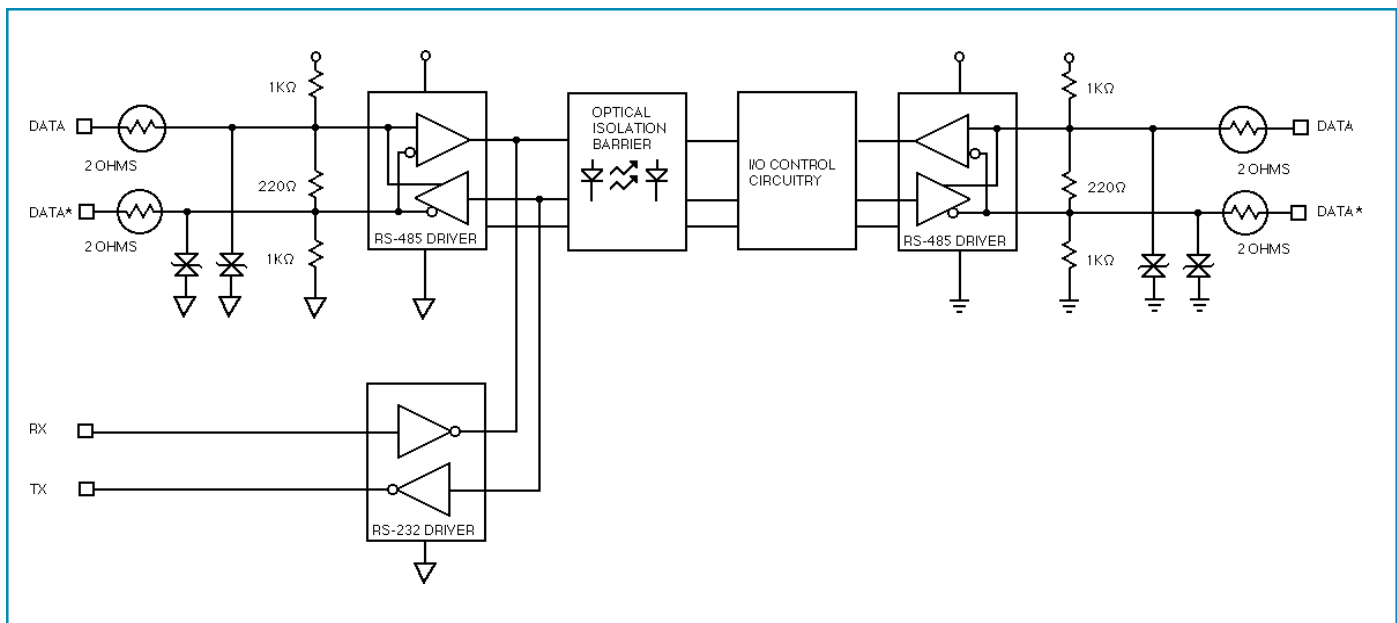 1KΩ
DATA
2 OHMS
220Ω
DATA*
2 OHMS
1KΩ
RS-485 DRIVER
OPTICAL
ISOLATION
BARRIER
I/O CONTROL
CIRCUITRY
RS-485 DRIVER
1KΩ
DATA
2 OHMS
220Ω
DATA*
2 OHMS
1KΩ
RX
TX
RS-232 DRIVER